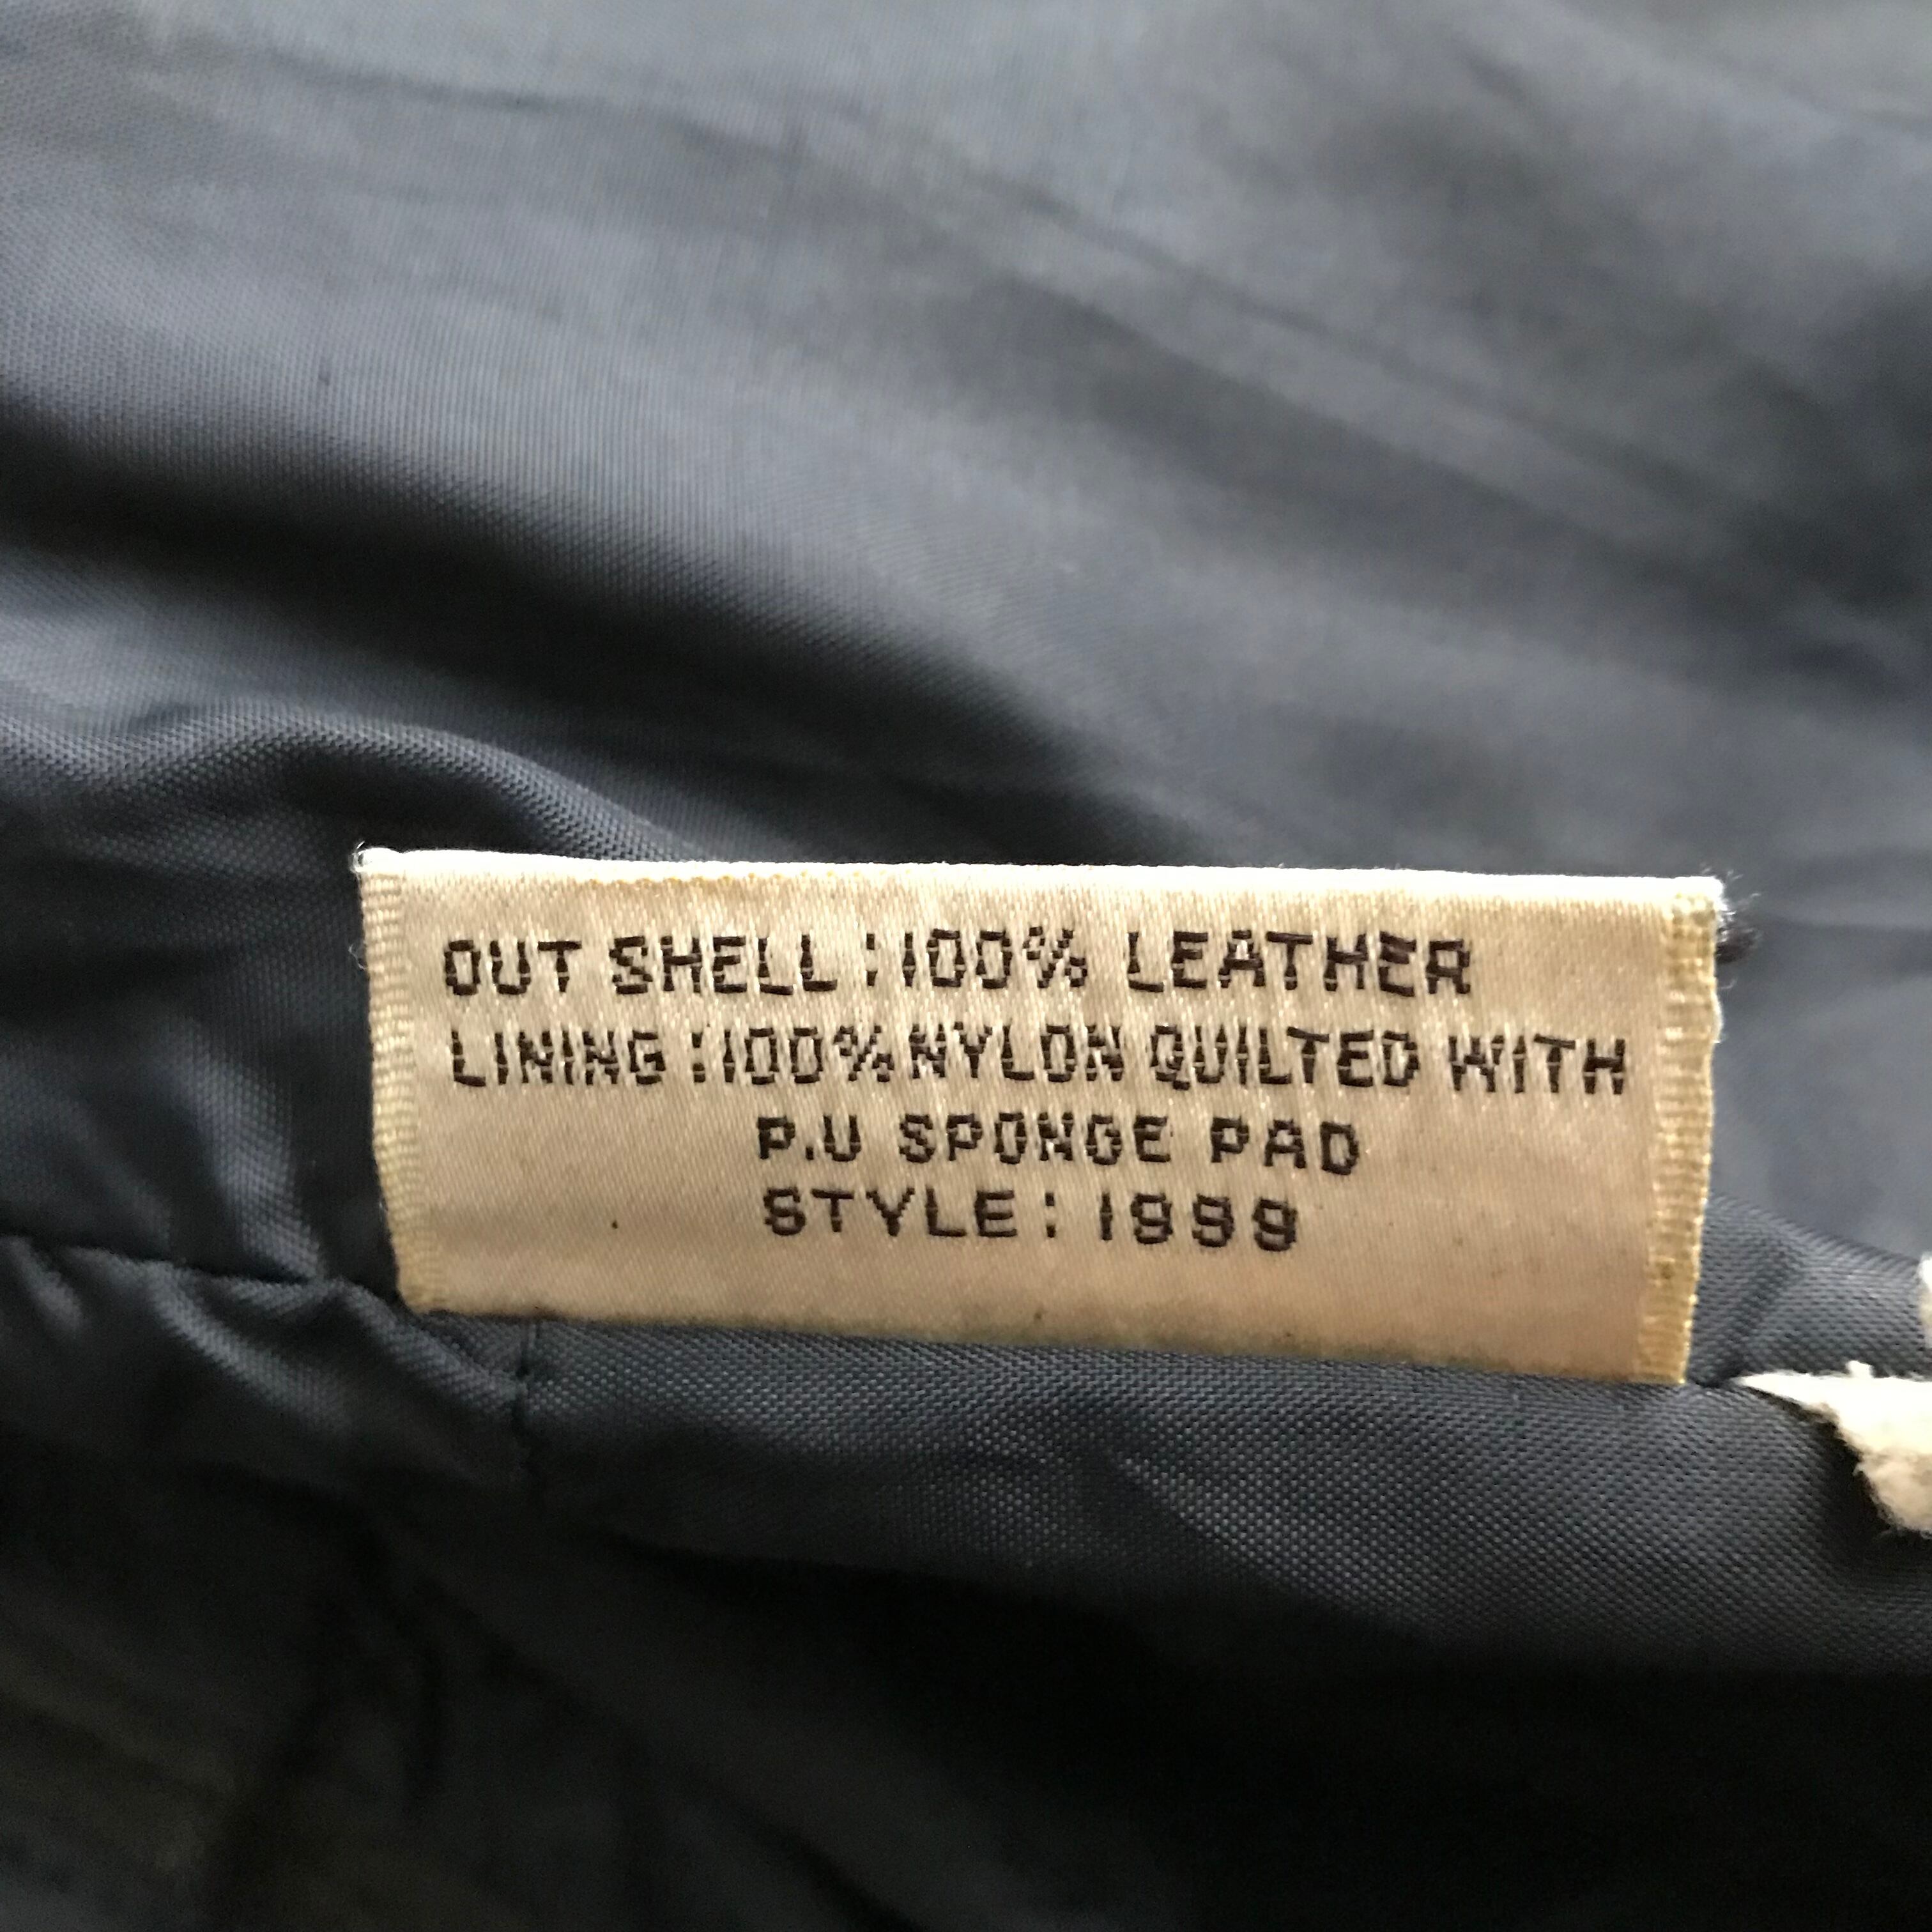 OUT SHELL :100% LEATHER
LINING :100% NYLON QUILTED WITH
P.U SPONGE PAD
STYLE : 1999